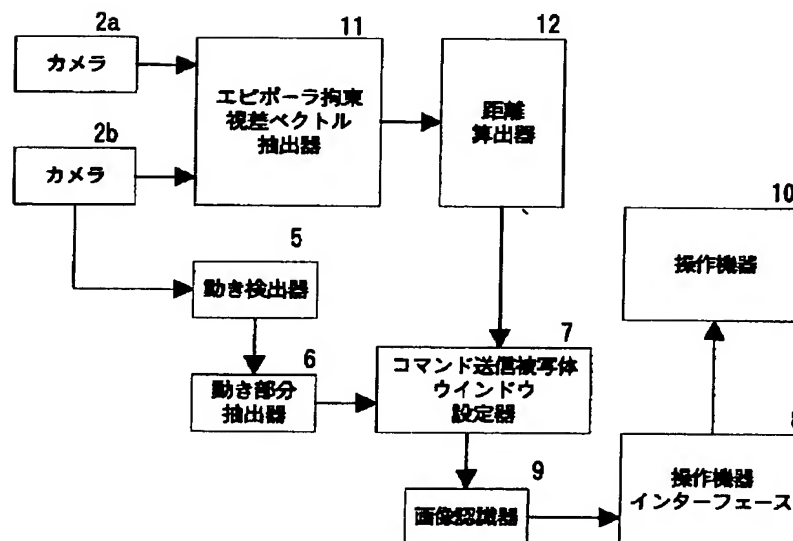 2a
カメラ
2b
カメラ
11
エピポーラ拘束
視差ベクトル
抽出器
12
距離
算出器
10
操作機器
5
動き検出器
6
動き部分
抽出器
7
コマンド送信被写体
ウインドウ
設定器
9
画像認識器
8
操作機器
インターフェース